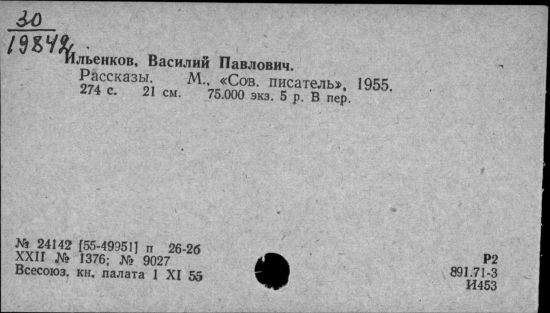 30
19842
Ильенков, Василий Павлович.
Рассказы. М., «Сов. писатель», 1955.
274 с. 21 см. 75.000 экз. 5 р. В пер.
№ 24142 [55-49951] п 26-2б
XXII № 1376; № 9027
Всесоюз. кн. палата 1 XI 55
Р2
891.71-3
И453